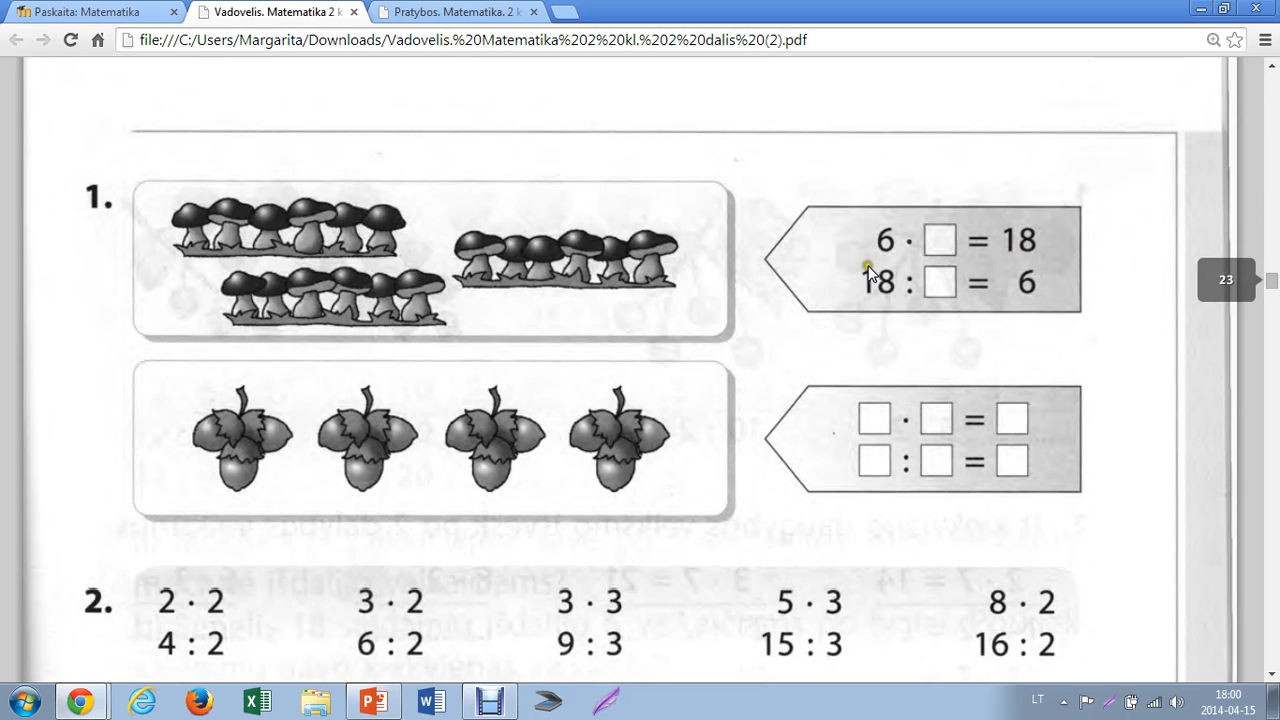 Paskaita: Matematika
Vadovelis. Matematika 2 k
Pratybos. Matematika. 2 k
file:///C:/Users/Margarita/Downloads/Vadovelis.%20Matematika%202%20kl.%202%20dalis%20(2).pdf
1.
6 · □ = 18
18 : □ = 6
23
□ · □ = □
□ : □ = □
2.
2 · 2 3 · 2 3 · 3 5 · 3 8 · 2
4 : 2 6 : 2 9 : 3 15 : 3 16 : 2
LT
18:00
2014-04-15